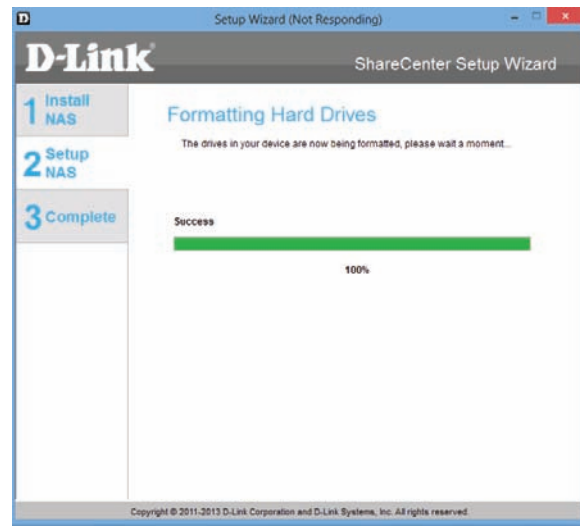 Setup Wizard (Not Responding)
D-Link
ShareCenter Setup Wizard
1 Install NAS
2 Setup NAS
3 Complete
Formatting Hard Drives
The drives in your device are now being formatted, please wait a moment...
Success
100%
Copyright © 2011-2013 D-Link Corporation and D-Link Systems, Inc. All rights reserved.